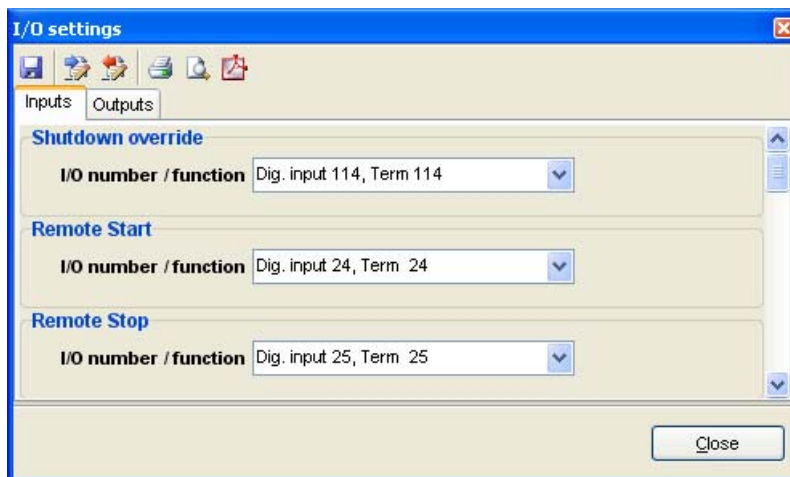 I/O settings
Inputs Outputs
Shutdown override
I/O number / function Dig. input 114, Term 114
Remote Start
I/O number / function Dig. input 24, Term 24
Remote Stop
I/O number / function Dig. input 25, Term 25
Close